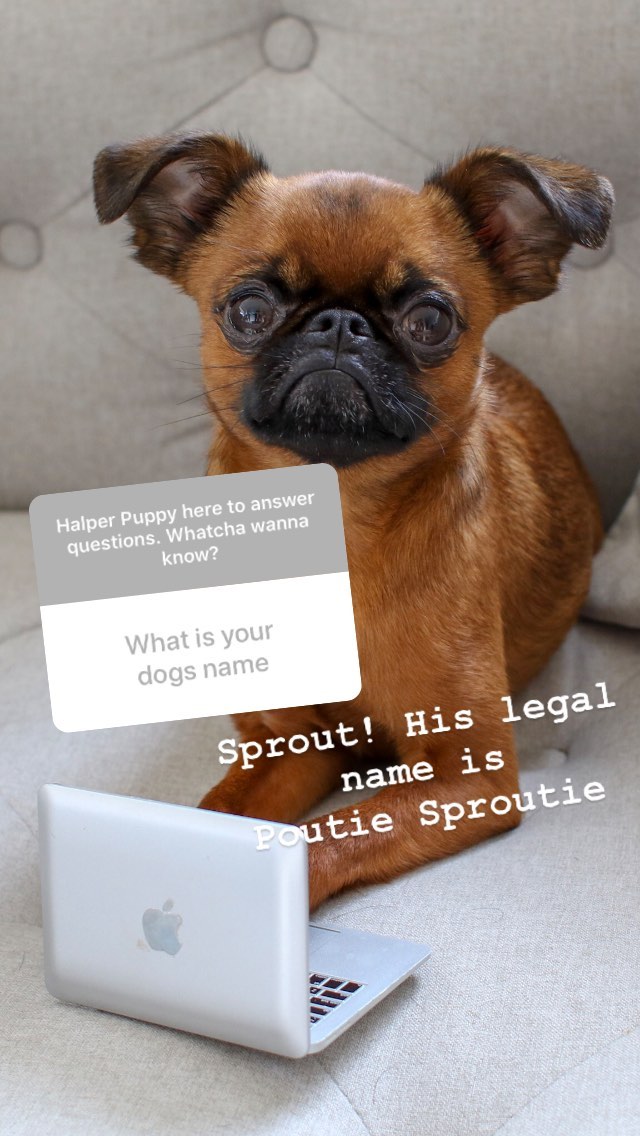 Halper Puppy here to answer
questions. Whatcha wanna
know?
What is your
dogs name
Sprout! His legal
name is
Poutie Sproutie